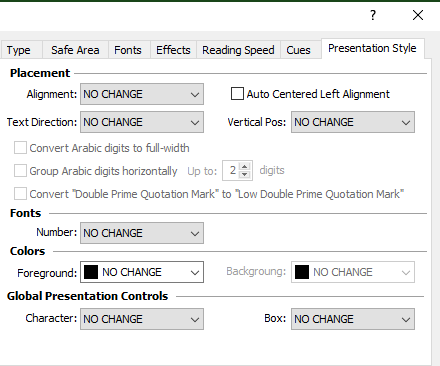 ?
Type Safe Area Fonts Effects Reading Speed Cues Presentation Style
Placement
Alignment: NO CHANGE Auto Centered Left Alignment
Text Direction: NO CHANGE Vertical Pos: NO CHANGE
Convert Arabic digits to full-width
Group Arabic digits horizontally Up to: 2 digits
Convert "Double Prime Quotation Mark" to "Low Double Prime Quotation Mark"
Fonts
Number: NO CHANGE
Colors
Foreground: NO CHANGE Backgroung: NO CHANGE
Global Presentation Controls
Character: NO CHANGE Box: NO CHANGE